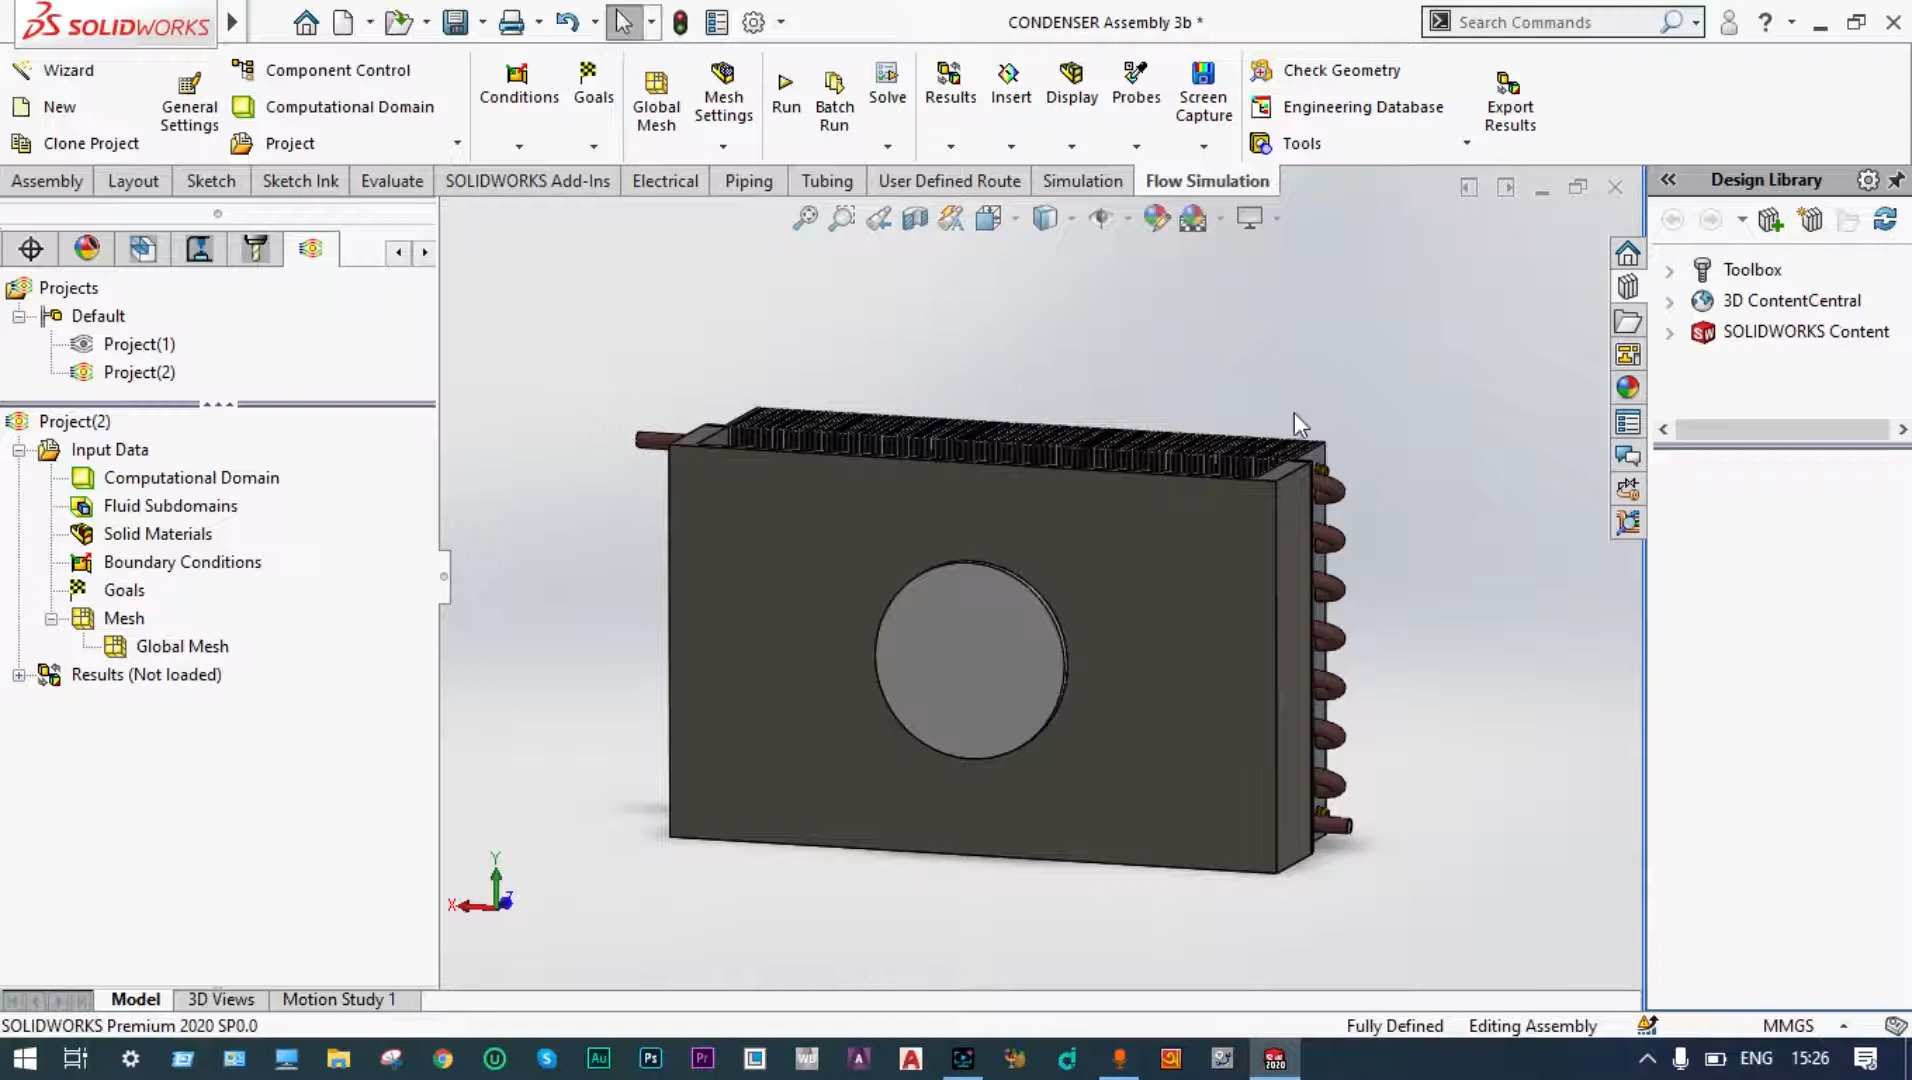 SOLIDWORKS
CONDENSER Assembly 3b *
Search Commands
Wizard
New
Clone Project
General Settings
Component Control
Computational Domain
Project
Conditions
Goals
Global Mesh
Mesh Settings
Run
Batch Run
Solve
Results
Insert
Display
Probes
Screen Capture
Check Geometry
Engineering Database
Tools
Export Results
Assembly
Layout
Sketch
Sketch Ink
Evaluate
SOLIDWORKS Add-Ins
Electrical
Piping
Tubing
User Defined Route
Simulation
Flow Simulation
Design Library
Toolbox
3D ContentCentral
SOLIDWORKS Content
Projects
Default
Project(1)
Project(2)
Project(2)
Input Data
Computational Domain
Fluid Subdomains
Solid Materials
Boundary Conditions
Goals
Mesh
Global Mesh
Results (Not loaded)
Y
X
Z
Model
3D Views
Motion Study 1
SOLIDWORKS Premium 2020 SP0.0
Fully Defined
Editing Assembly
MMGS
Au
Ps
Pr
ENG
15:26